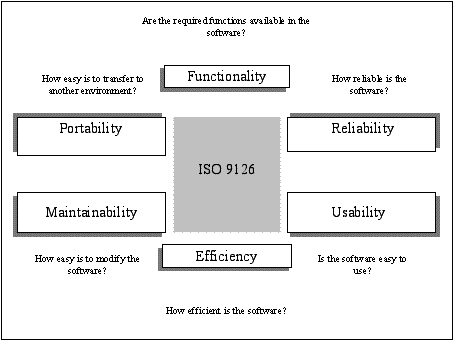 Are the required functions available in the
software?
Functionality
How easy is to transfer to
another environment?
How reliable is the
software?
Portability
Reliability
ISO 9126
Maintainability
Usability
Efficiency
How easy is to modify the
software?
Is the software easy to
use?
How efficient is the software?